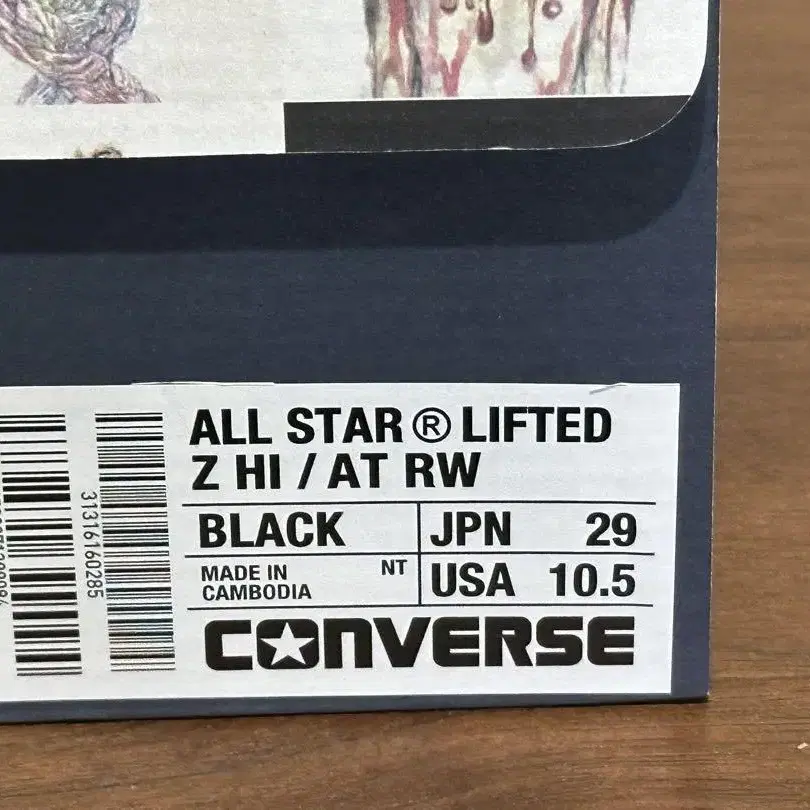 ALL STAR® LIFTED
Z HI / AT RW
BLACK
JPN 29
MADE IN
CAMBODIA
NT
USA 10.5
CONVERSE
31316160285